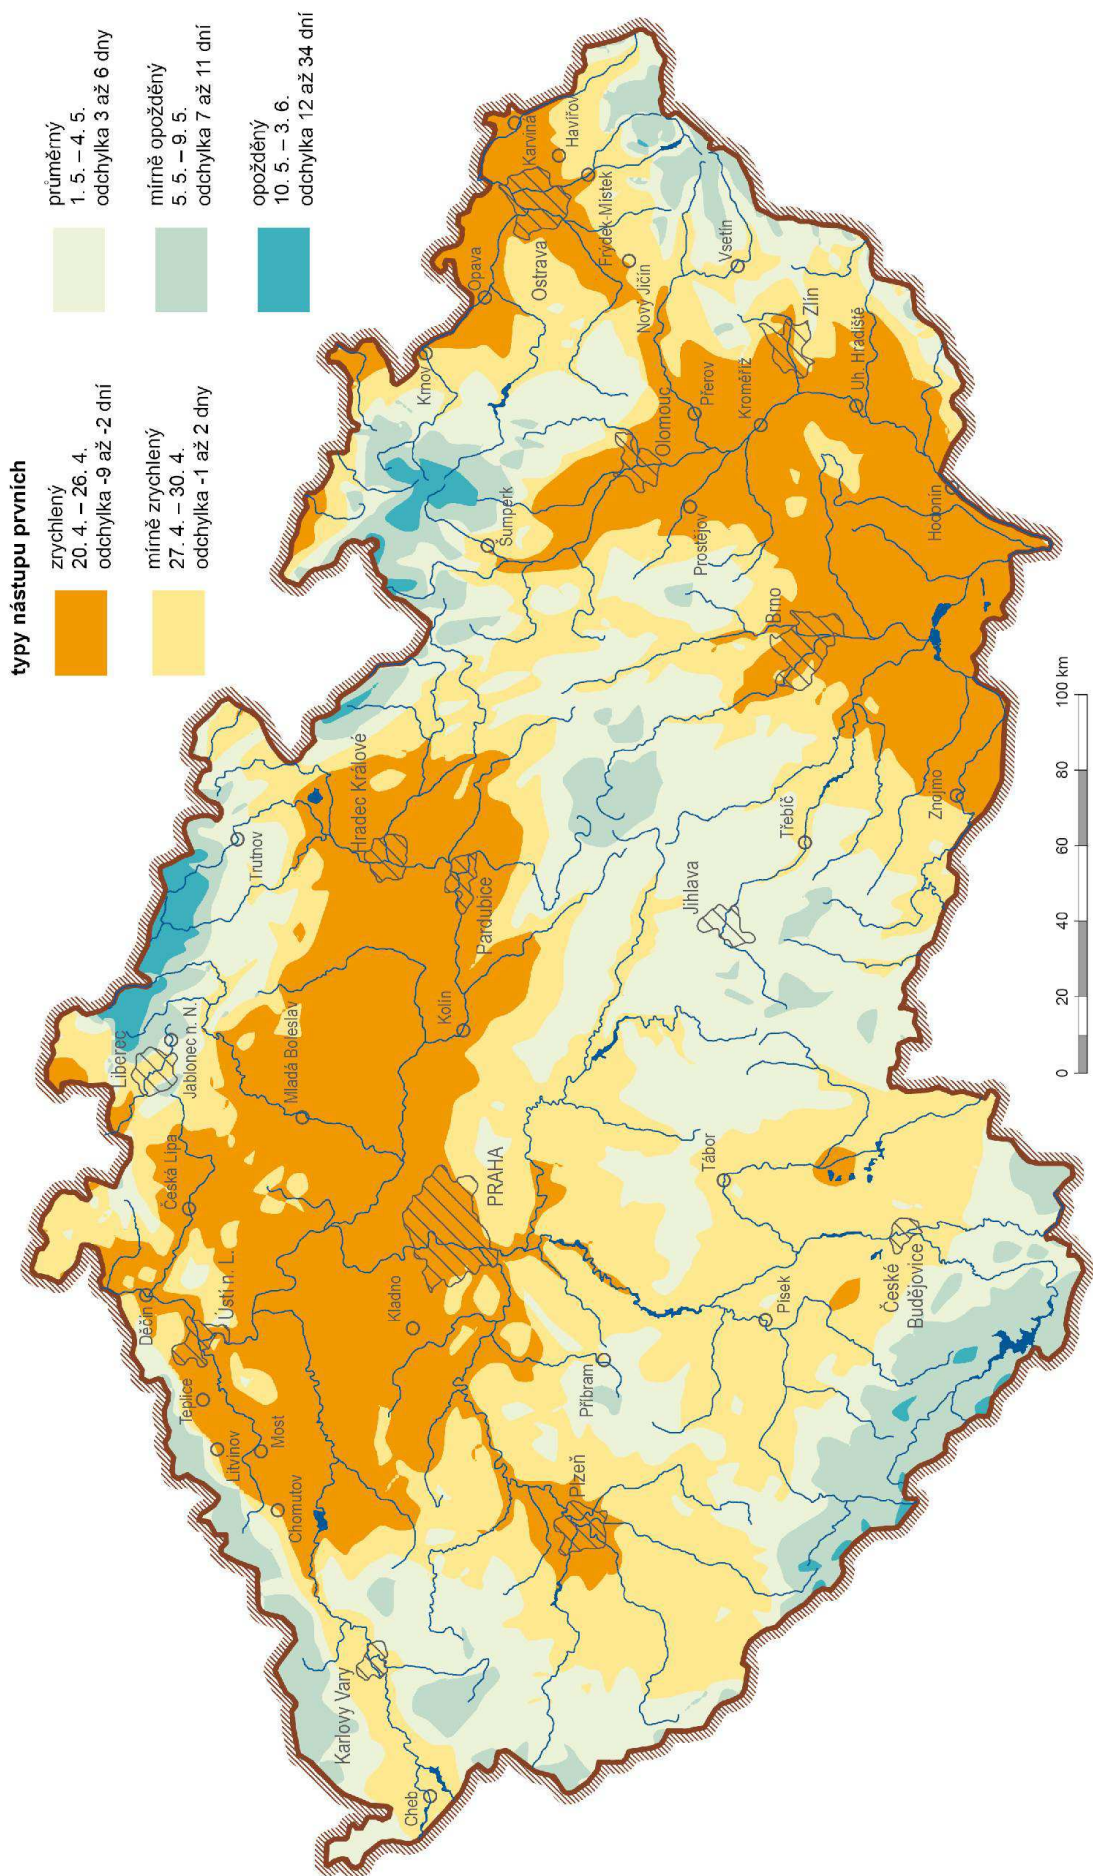 typy nástupu prvních
zrychlený
20. 4. – 26. 4.
odchylka -9 až -2 dní
mírně zrychlený
27. 4. – 30. 4.
odchylka -1 až 2 dny
průměrný
1. 5. – 4. 5.
odchylka 3 až 6 dny
mírně opožděný
5. 5. – 9. 5.
odchylka 7 až 11 dní
opožděný
10. 5. – 3. 6.
odchylka 12 až 34 dní
Děčín
Ústí n. L.
Teplice
Litvínov
Most
Chomutov
Česká Lípa
Liberec
Jablonec n. N.
Mladá Boleslav
Trutnov
Hradec Králové
Pardubice
Kolín
PRAHA
Kladno
Karlovy Vary
Cheb
Plzeň
Příbram
Písek
Tábor
České
Budějovice
Jihlava
Třebíč
Znojmo
Brno
Hodonín
Uh. Hradiště
Zlín
Kroměříž
Přerov
Prostějov
Olomouc
Šumperk
Krnov
Opava
Ostrava
Karviná
Havířov
Frýdek-Místek
Nový Jičín
Vsetín
0 20 40 60 80 100 km